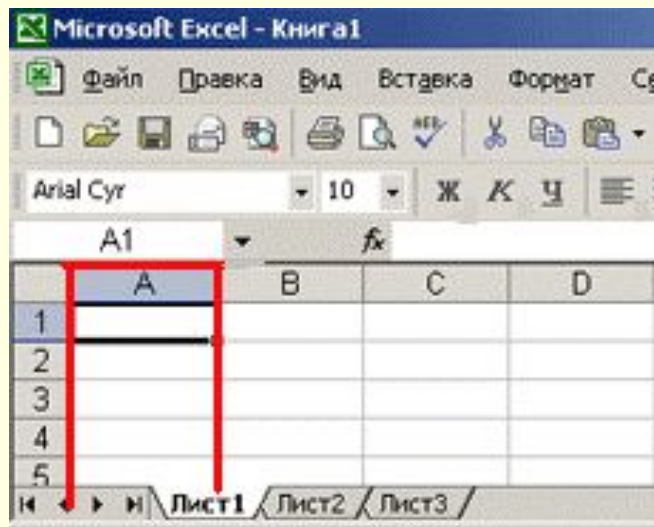 Microsoft Excel - Книга1
Файл Правка Вид Вставка Формат
Arial Cyr 10 Ж К Ч
A1 fx
A B C D
1
2
3
4
5
Лист1 Лист2 Лист3